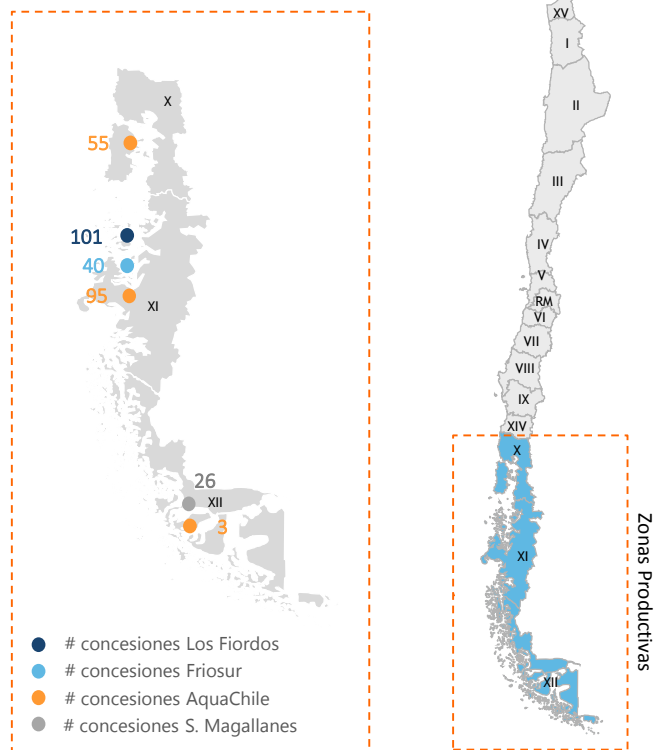 X
55
101
40
95
XI
26
XII
3
# concesiones Los Fiordos
# concesiones Friosur
# concesiones AquaChile
# concesiones S. Magallanes
XV
I
II
III
IV
V
RM
VI
VII
VIII
IX
XIV
X
XI
XII
Zonas Productivas